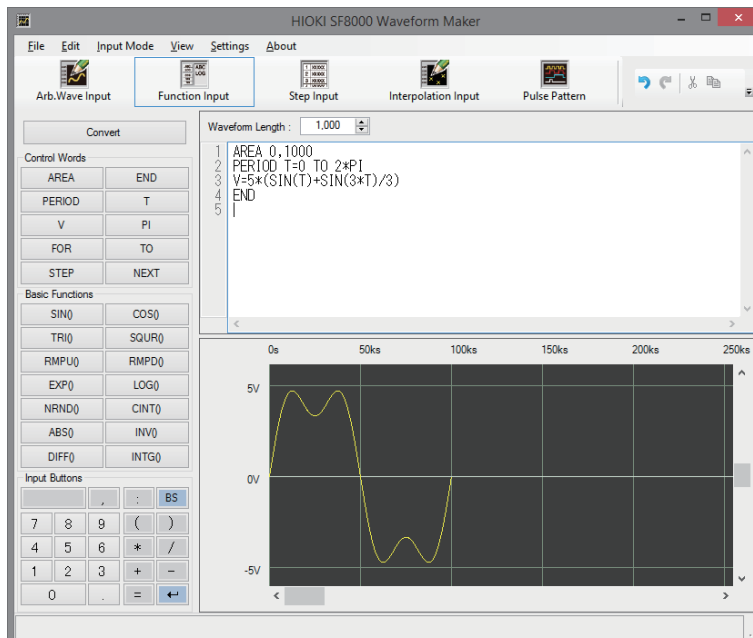 HIOKI SF8000 Waveform Maker
File Edit Input Mode View Settings About
Arb.Wave Input Function Input Step Input Interpolation Input Pulse Pattern
Convert
Waveform Length : 1,000
Control Words
AREA END
PERIOD T
V PI
FOR TO
STEP NEXT
Basic Functions
SIN() COS()
TRI() SQUR()
RMPU() RMPD()
EXP() LOG()
NRND() CINT()
ABS() INV()
DIFF() INTG()
Input Buttons
, : BS
7 8 9 ( )
4 5 6 * /
1 2 3 + -
0 . = ↵
1 AREA 0,1000
2 PERIOD T=0 TO 2*PI
3 V=5*(SIN(T)+SIN(3*T)/3)
4 END
5
0s 50ks 100ks 150ks 200ks 250ks
5V
0V
-5V